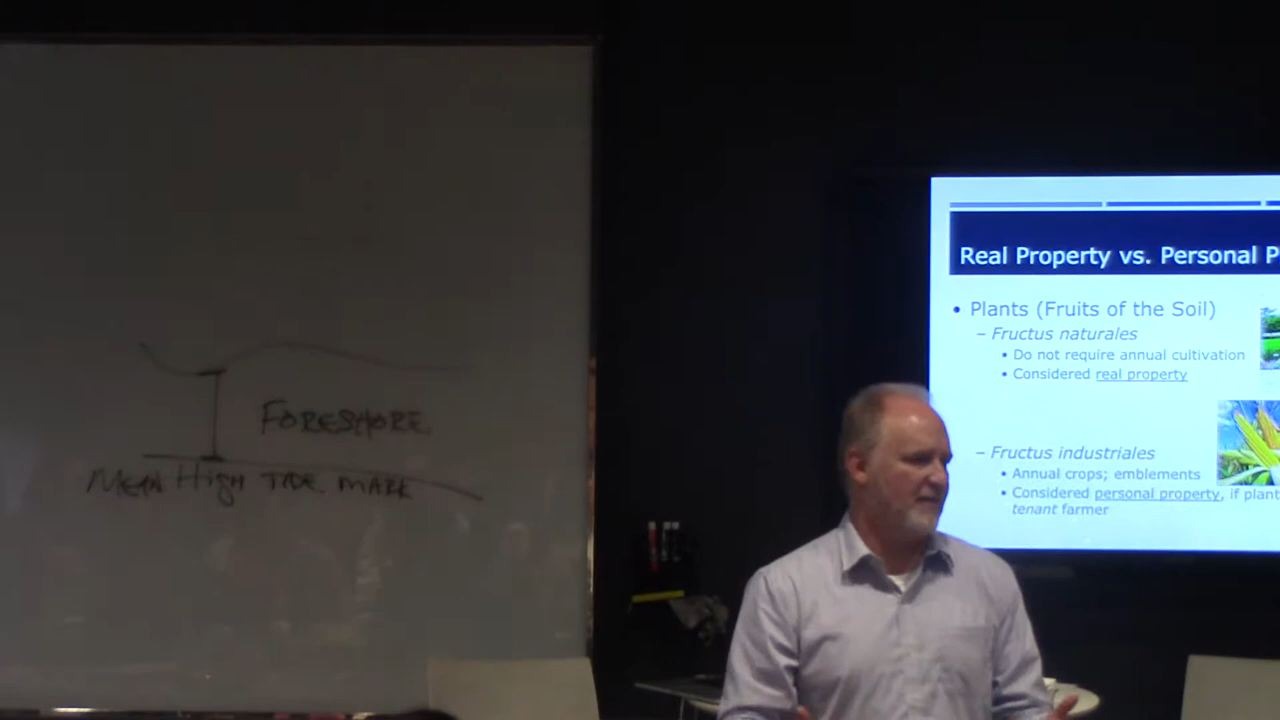 FORESHORE
MEAN HIGH TIDE MARK
Real Property vs. Personal P
• Plants (Fruits of the Soil)
– Fructus naturales
• Do not require annual cultivation
• Considered real property
– Fructus industriales
• Annual crops; emblements
• Considered personal property, if plant
tenant farmer